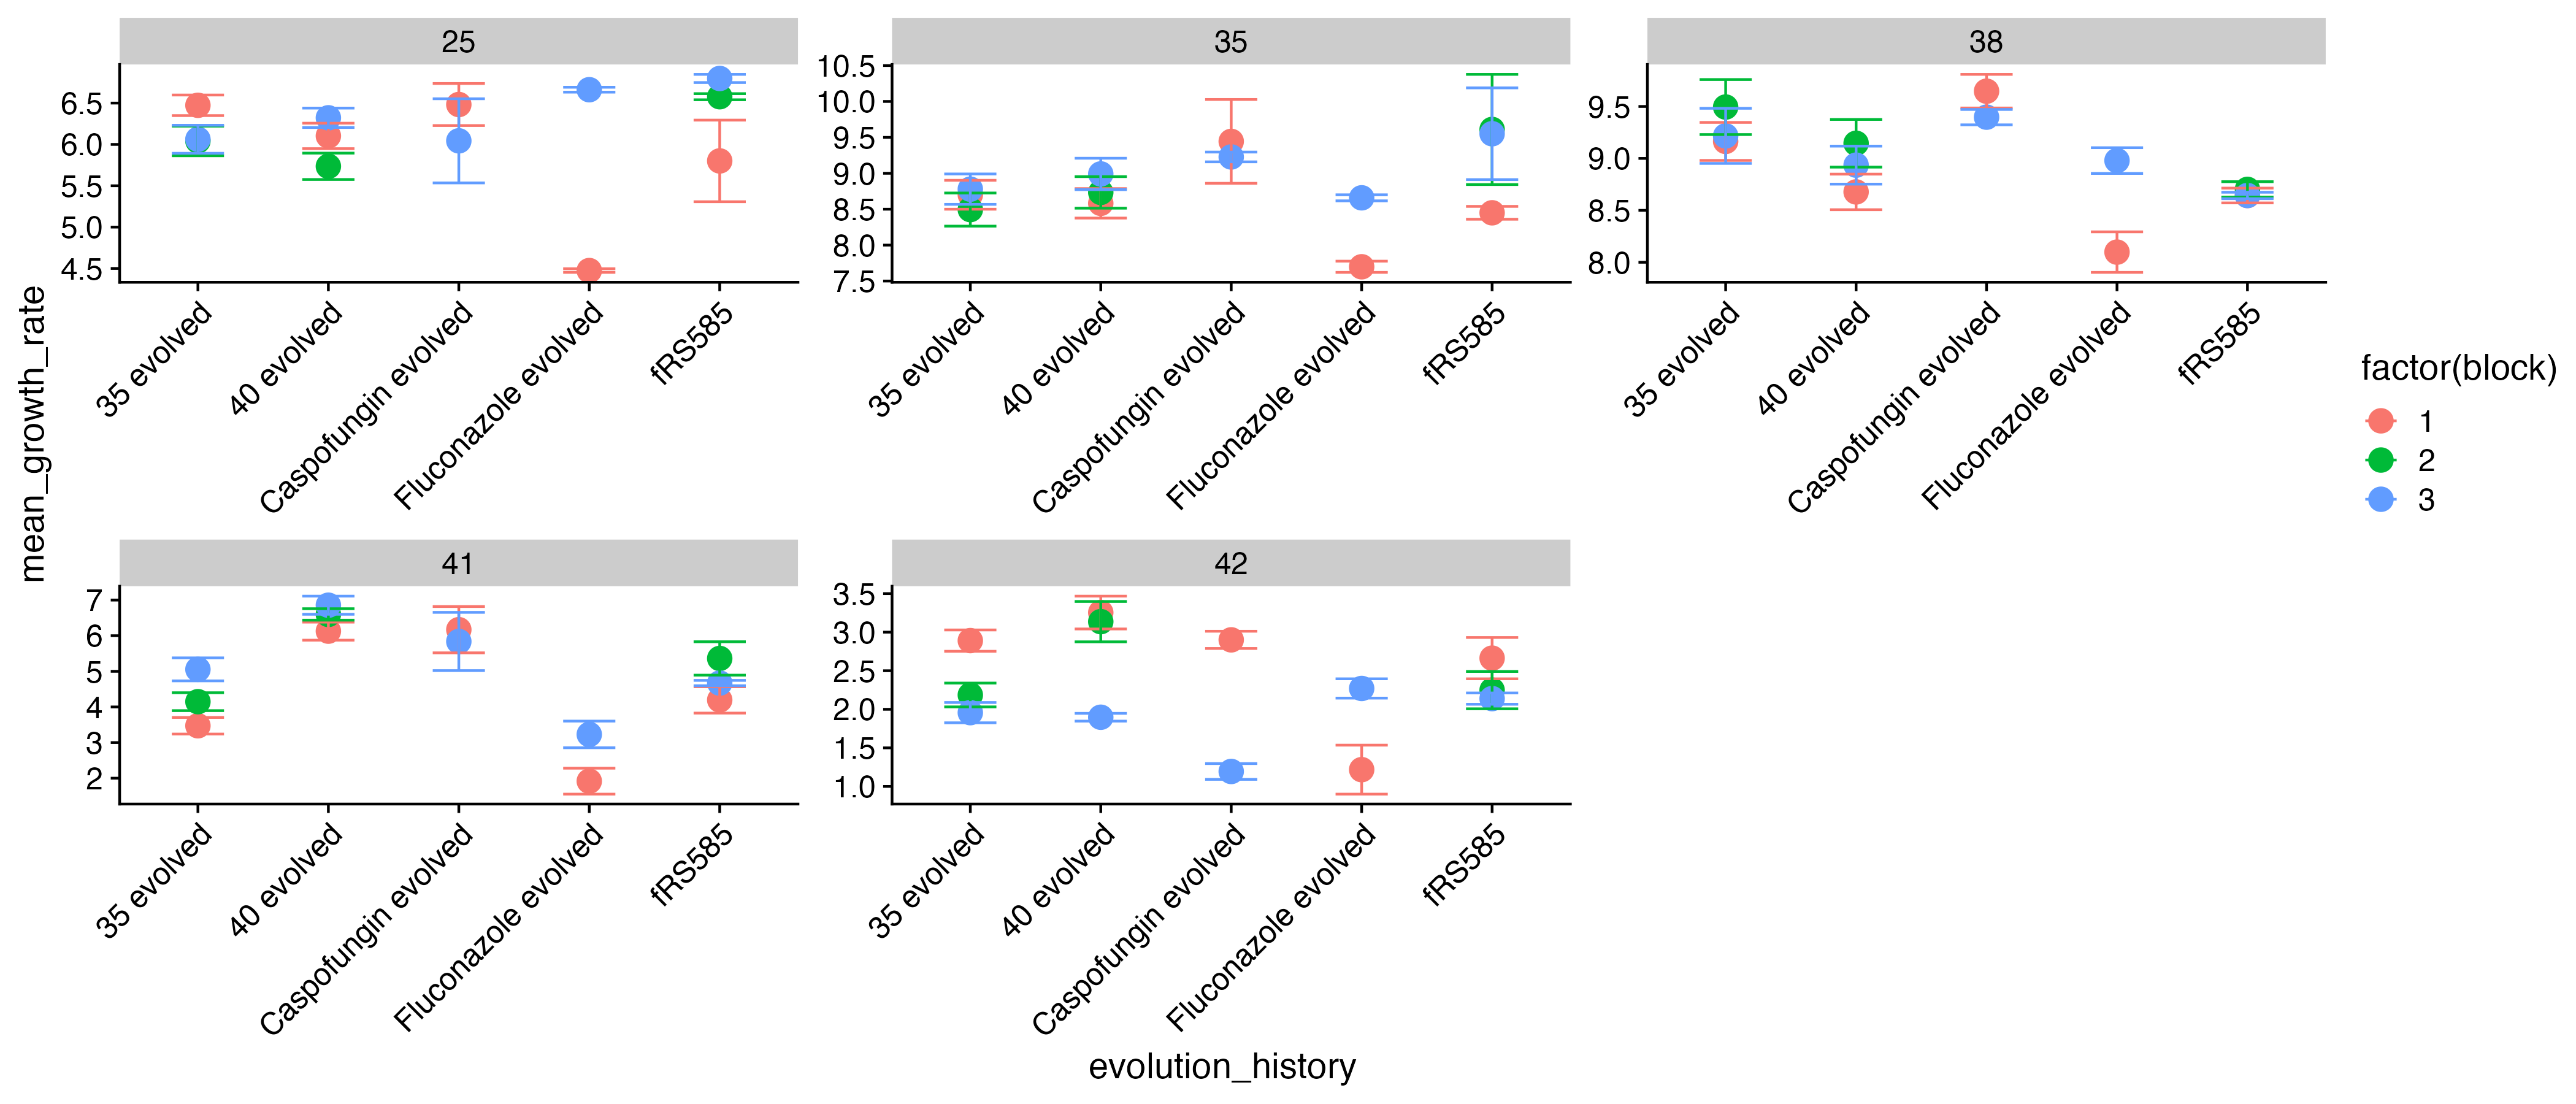 25
35
38
mean_growth_rate
6.5
6.0
5.5
5.0
4.5
10.5
10.0
9.5
9.0
8.5
8.0
7.5
9.5
9.0
8.5
8.0
35 evolved
40 evolved
Caspofungin evolved
Fluconazole evolved
fRS585
35 evolved
40 evolved
Caspofungin evolved
Fluconazole evolved
fRS585
35 evolved
40 evolved
Caspofungin evolved
Fluconazole evolved
fRS585
factor(block)
1
2
3
41
42
7
6
5
4
3
2
3.5
3.0
2.5
2.0
1.5
1.0
35 evolved
40 evolved
Caspofungin evolved
Fluconazole evolved
fRS585
35 evolved
40 evolved
Caspofungin evolved
Fluconazole evolved
fRS585
evolution_history